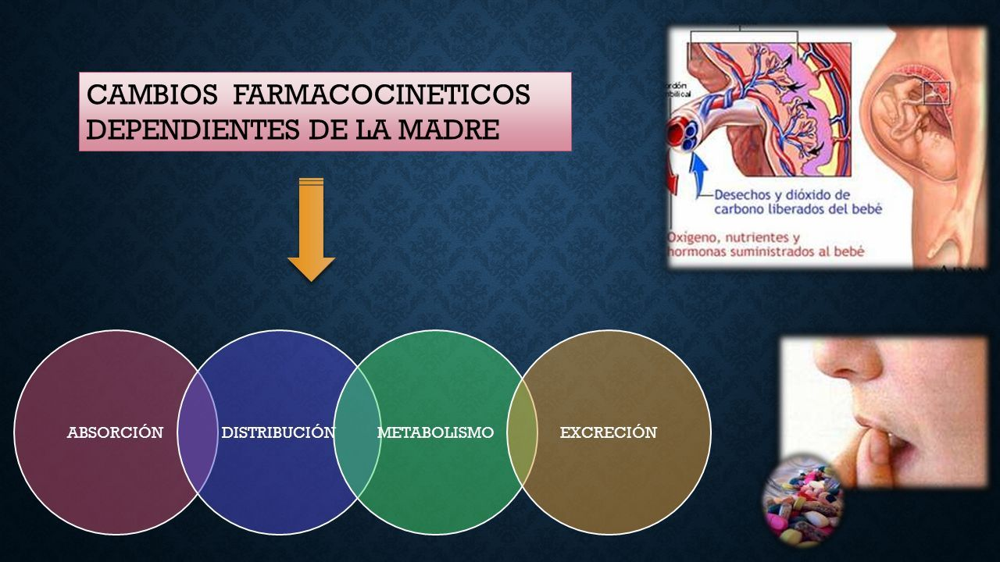 CAMBIOS FARMACOCINETICOS
DEPENDIENTES DE LA MADRE
Desechos y dióxido de
carbono liberados del bebé
Oxígeno, nutrientes y
hormonas suministrados al bebé
ABSORCIÓN
DISTRIBUCIÓN
METABOLISMO
EXCRECIÓN